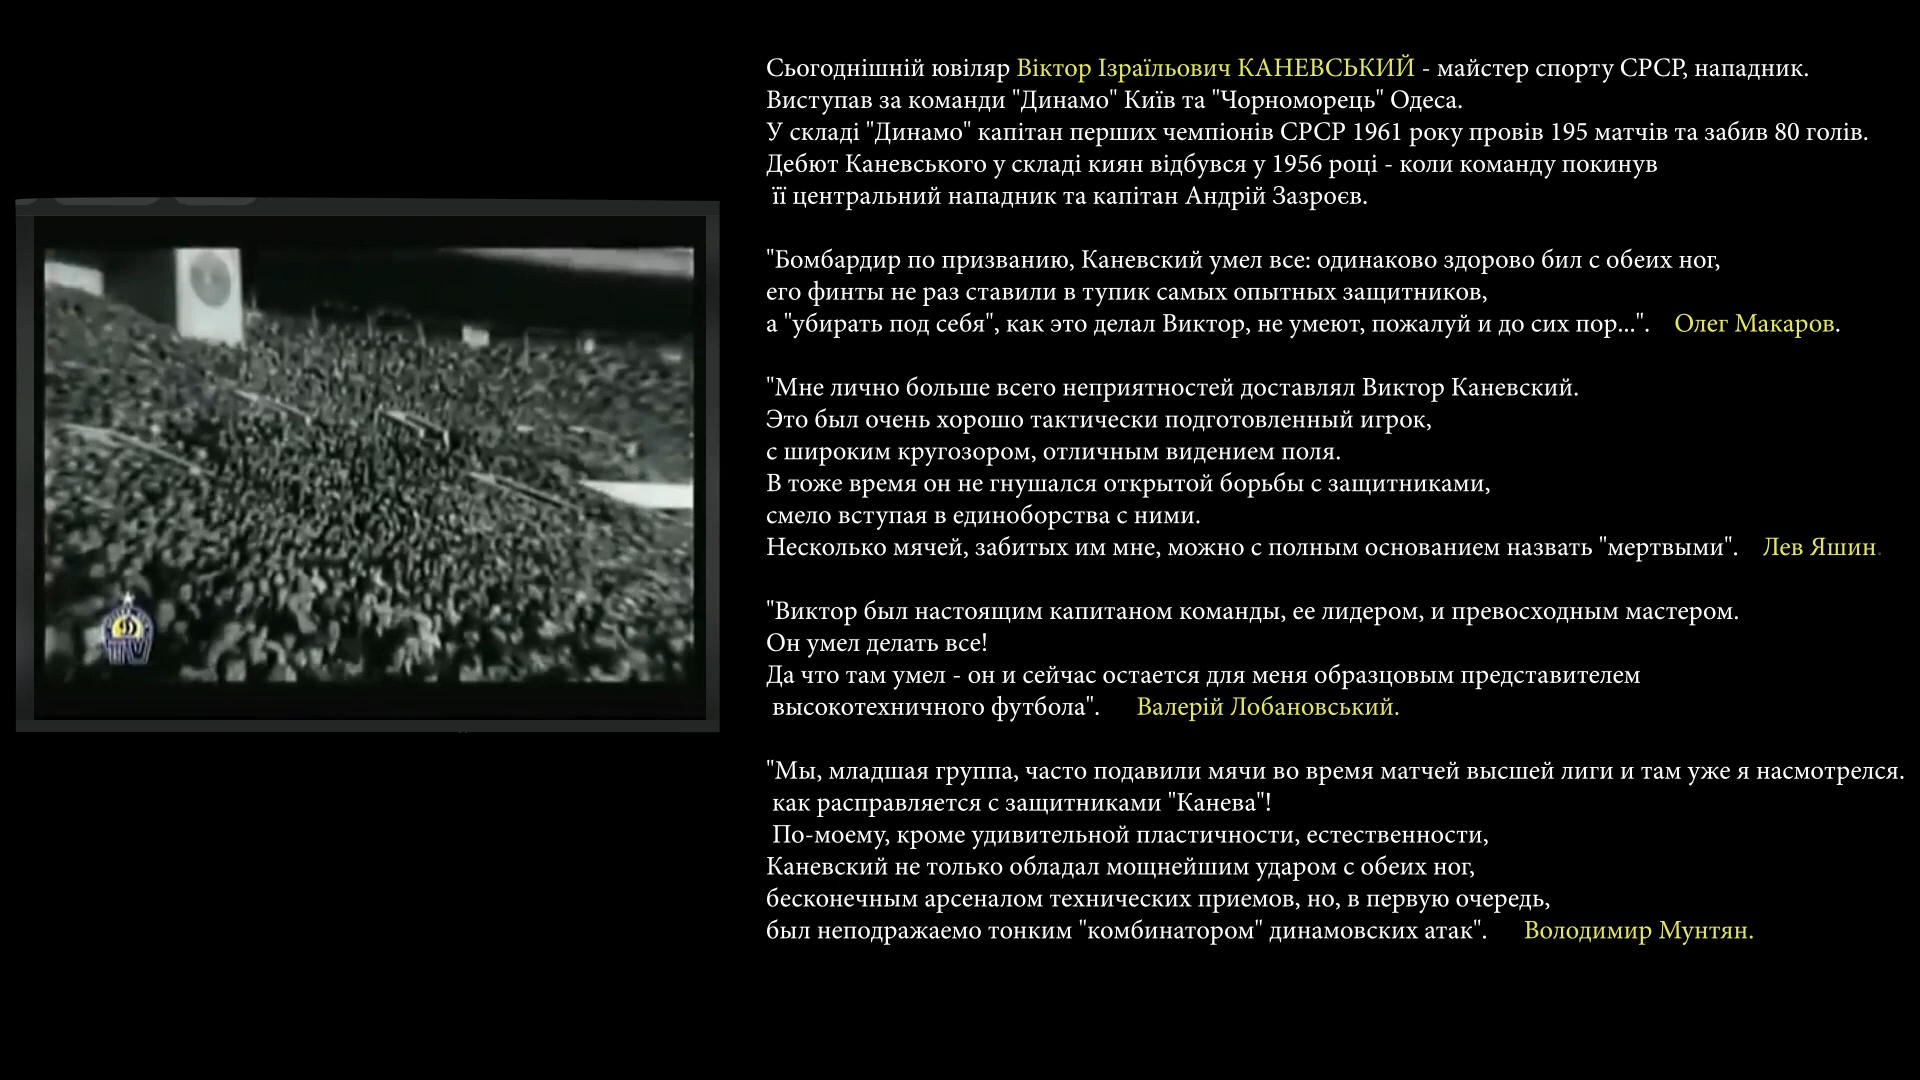 Сьогоднішній ювіляр Віктор Ізраїльович КАНЕВСЬКИЙ - майстер спорту СРСР, нападник.
Виступав за команди "Динамо" Київ та "Чорноморець" Одеса.
У складі "Динамо" капітан перших чемпіонів СРСР 1961 року провів 195 матчів та забив 80 голів.
Дебют Каневського у складі киян відбувся у 1956 році - коли команду покинув
її центральний нападник та капітан Андрій Зазроєв.
"Бомбардир по призванию, Каневский умел все: одинаково здорово бил с обеих ног,
его финты не раз ставили в тупик самых опытных защитников,
а "убирать под себя", как это делал Виктор, не умеют, пожалуй и до сих пор...". Олег Макаров.
"Мне лично больше всего неприятностей доставлял Виктор Каневский.
Это был очень хорошо тактически подготовленный игрок,
с широким кругозором, отличным видением поля.
В тоже время он не гнушался открытой борьбы с защитниками,
смело вступая в единоборства с ними.
Несколько мячей, забитых им мне, можно с полным основанием назвать "мертвыми". Лев Яшин.
"Виктор был настоящим капитаном команды, ее лидером, и превосходным мастером.
Он умел делать все!
Да что там умел - он и сейчас остается для меня образцовым представителем
высокотехничного футбола". Валерій Лобановський.
"Мы, младшая группа, часто подавили мячи во время матчей высшей лиги и там уже я насмотрелся.
как расправляется с защитниками "Канева"!
По-моему, кроме удивительной пластичности, естественности,
Каневский не только обладал мощнейшим ударом с обеих ног,
бесконечным арсеналом технических приемов, но, в первую очередь,
был неподражаемо тонким "комбинатором" динамовских атак". Володимир Мунтян.